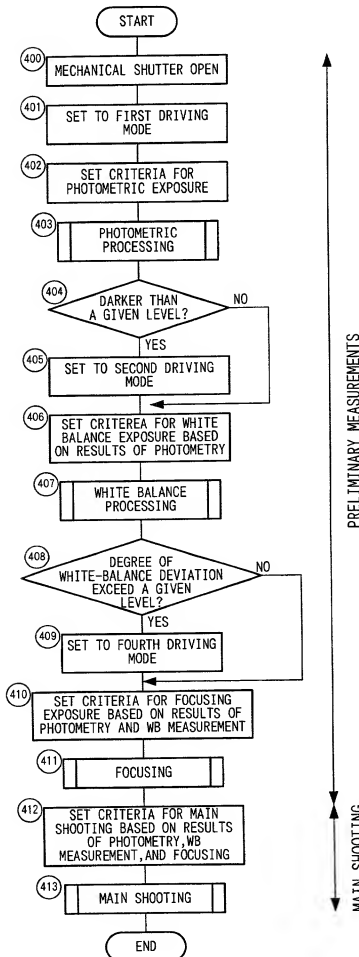 START
400
MECHANICAL SHUTTER OPEN
401
SET TO FIRST DRIVING
MODE
402
SET CRITERIA FOR
PHOTOMETRIC EXPOSURE
403
PHOTOMETRIC
PROCESSING
404
DARKER THAN
A GIVEN LEVEL?
NO
YES
405
SET TO SECOND DRIVING
MODE
406
SET CRITEREA FOR WHITE
BALANCE EXPOSURE BASED
ON RESULTS OF PHOTOMETRY
407
WHITE BALANCE
PROCESSING
408
DEGREE OF
WHITE-BALANCE DEVIATION
EXCEED A GIVEN
LEVEL?
NO
YES
409
SET TO FOURTH DRIVING
MODE
410
SET CRITERIA FOR FOCUSING
EXPOSURE BASED ON RESULTS OF
PHOTOMETRY AND WB MEASUREMENT
411
FOCUSING
412
SET CRITERIA FOR MAIN
SHOOTING BASED ON RESULTS
OF PHOTOMETRY,WB
MEASUREMENT,AND FOCUSING
413
MAIN SHOOTING
END
PRELIMINARY MEASUREMENTS
MAIN SHOOTING